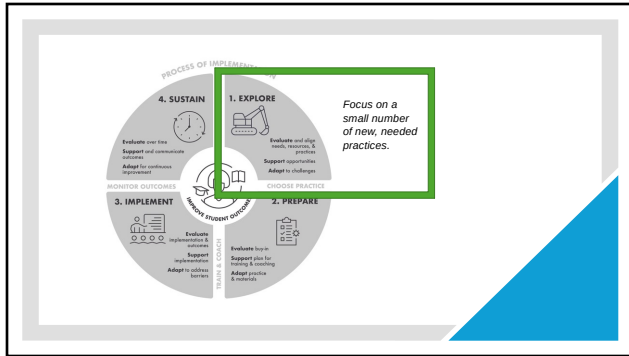 PROCESS OF IMPLEMENTATION
4. SUSTAIN
Evaluate over time
Support and communicate
outcomes
Adapt for continuous
improvement
1. EXPLORE
Evaluate and align
needs, resources, &
practices
Support opportunities
Adapt to challenges
Focus on a
small number
of new, needed
practices.
MONITOR OUTCOMES
CHOOSE PRACTICE
IMPROVE STUDENT OUTCOMES
3. IMPLEMENT
Evaluate
implementation &
outcomes
Support
implementation
Adapt to address
barriers
TRAIN & COACH
2. PREPARE
Evaluate buy-in
Support plan for
training & coaching
Adapt practice
& materials